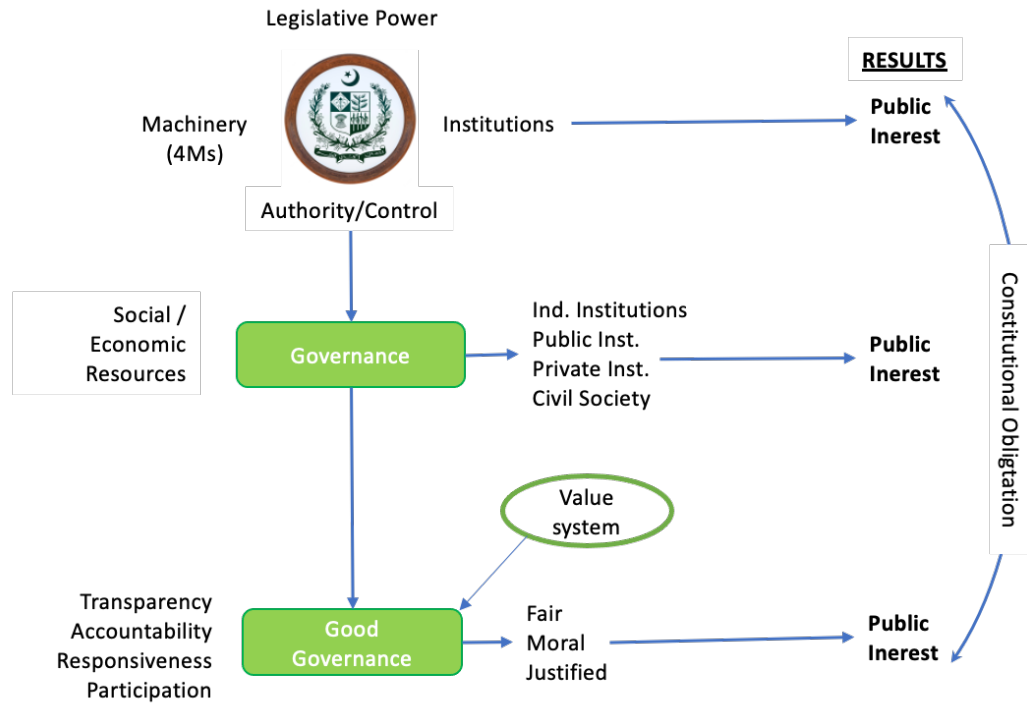 Legislative Power
RESULTS
Machinery
(4Ms)
Institutions
Public
Inerest
Authority/Control
Social /
Economic
Resources
Governance
Ind. Institutions
Public Inst.
Private Inst.
Civil Society
Public
Inerest
Constitutional Obligtation
Value
system
Transparency
Accountability
Responsiveness
Participation
Good
Governance
Fair
Moral
Justified
Public
Inerest